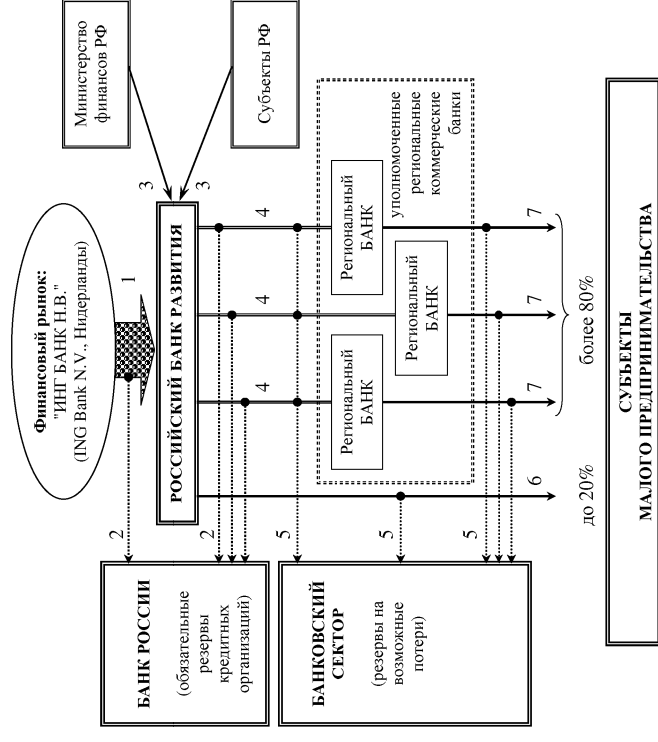 Финансовый рынок:
"ИНГ БАНК Н.В."
(ING Bank N.V., Нидерланды)
Министерство
финансов РФ
Субъекты РФ
1
3
3
РОССИЙСКИЙ БАНК РАЗВИТИЯ
2
2
БАНК РОССИИ
(обязательные
резервы
кредитных
организаций)
4
4
4
5
5
5
БАНКОВСКИЙ
СЕКТОР
(резервы на
возможные
потери)
Региональный
БАНК
Региональный
БАНК
Региональный
БАНК
уполномоченные
региональные
коммерческие
банки
6
7
7
7
до 20%
более 80%
СУБЪЕКТЫ
МАЛОГО ПРЕДПРИНИМАТЕЛЬСТВА